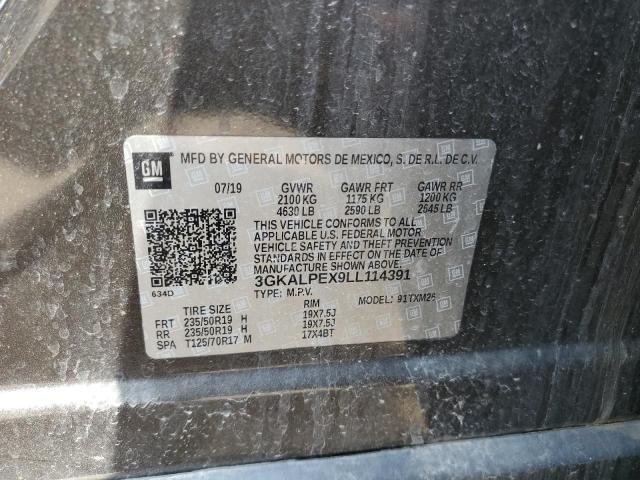 GM
MFD BY GENERAL MOTORS DE MEXICO, S. DE R.L. DE C.V.
07/19 GVWR GAWR FRT GAWR RR
2100 KG 1175 KG 1200 KG
4630 LB 2590 LB 2645 LB
THIS VEHICLE CONFORMS TO ALL
APPLICABLE U.S. FEDERAL MOTOR
VEHICLE SAFETY AND THEFT PREVENTION
STANDARDS IN EFFECT ON THE DATE OF
MANUFACTURE SHOWN ABOVE.
3GKALPEX9LL114391
634D TYPE: M.P.V. MODEL: 91TXM26
TIRE SIZE RIM
FRT 235/50R19 H 19X7.5J
RR 235/50R19 H 19X7.5J
SPA T125/70R17 M 17X4BT